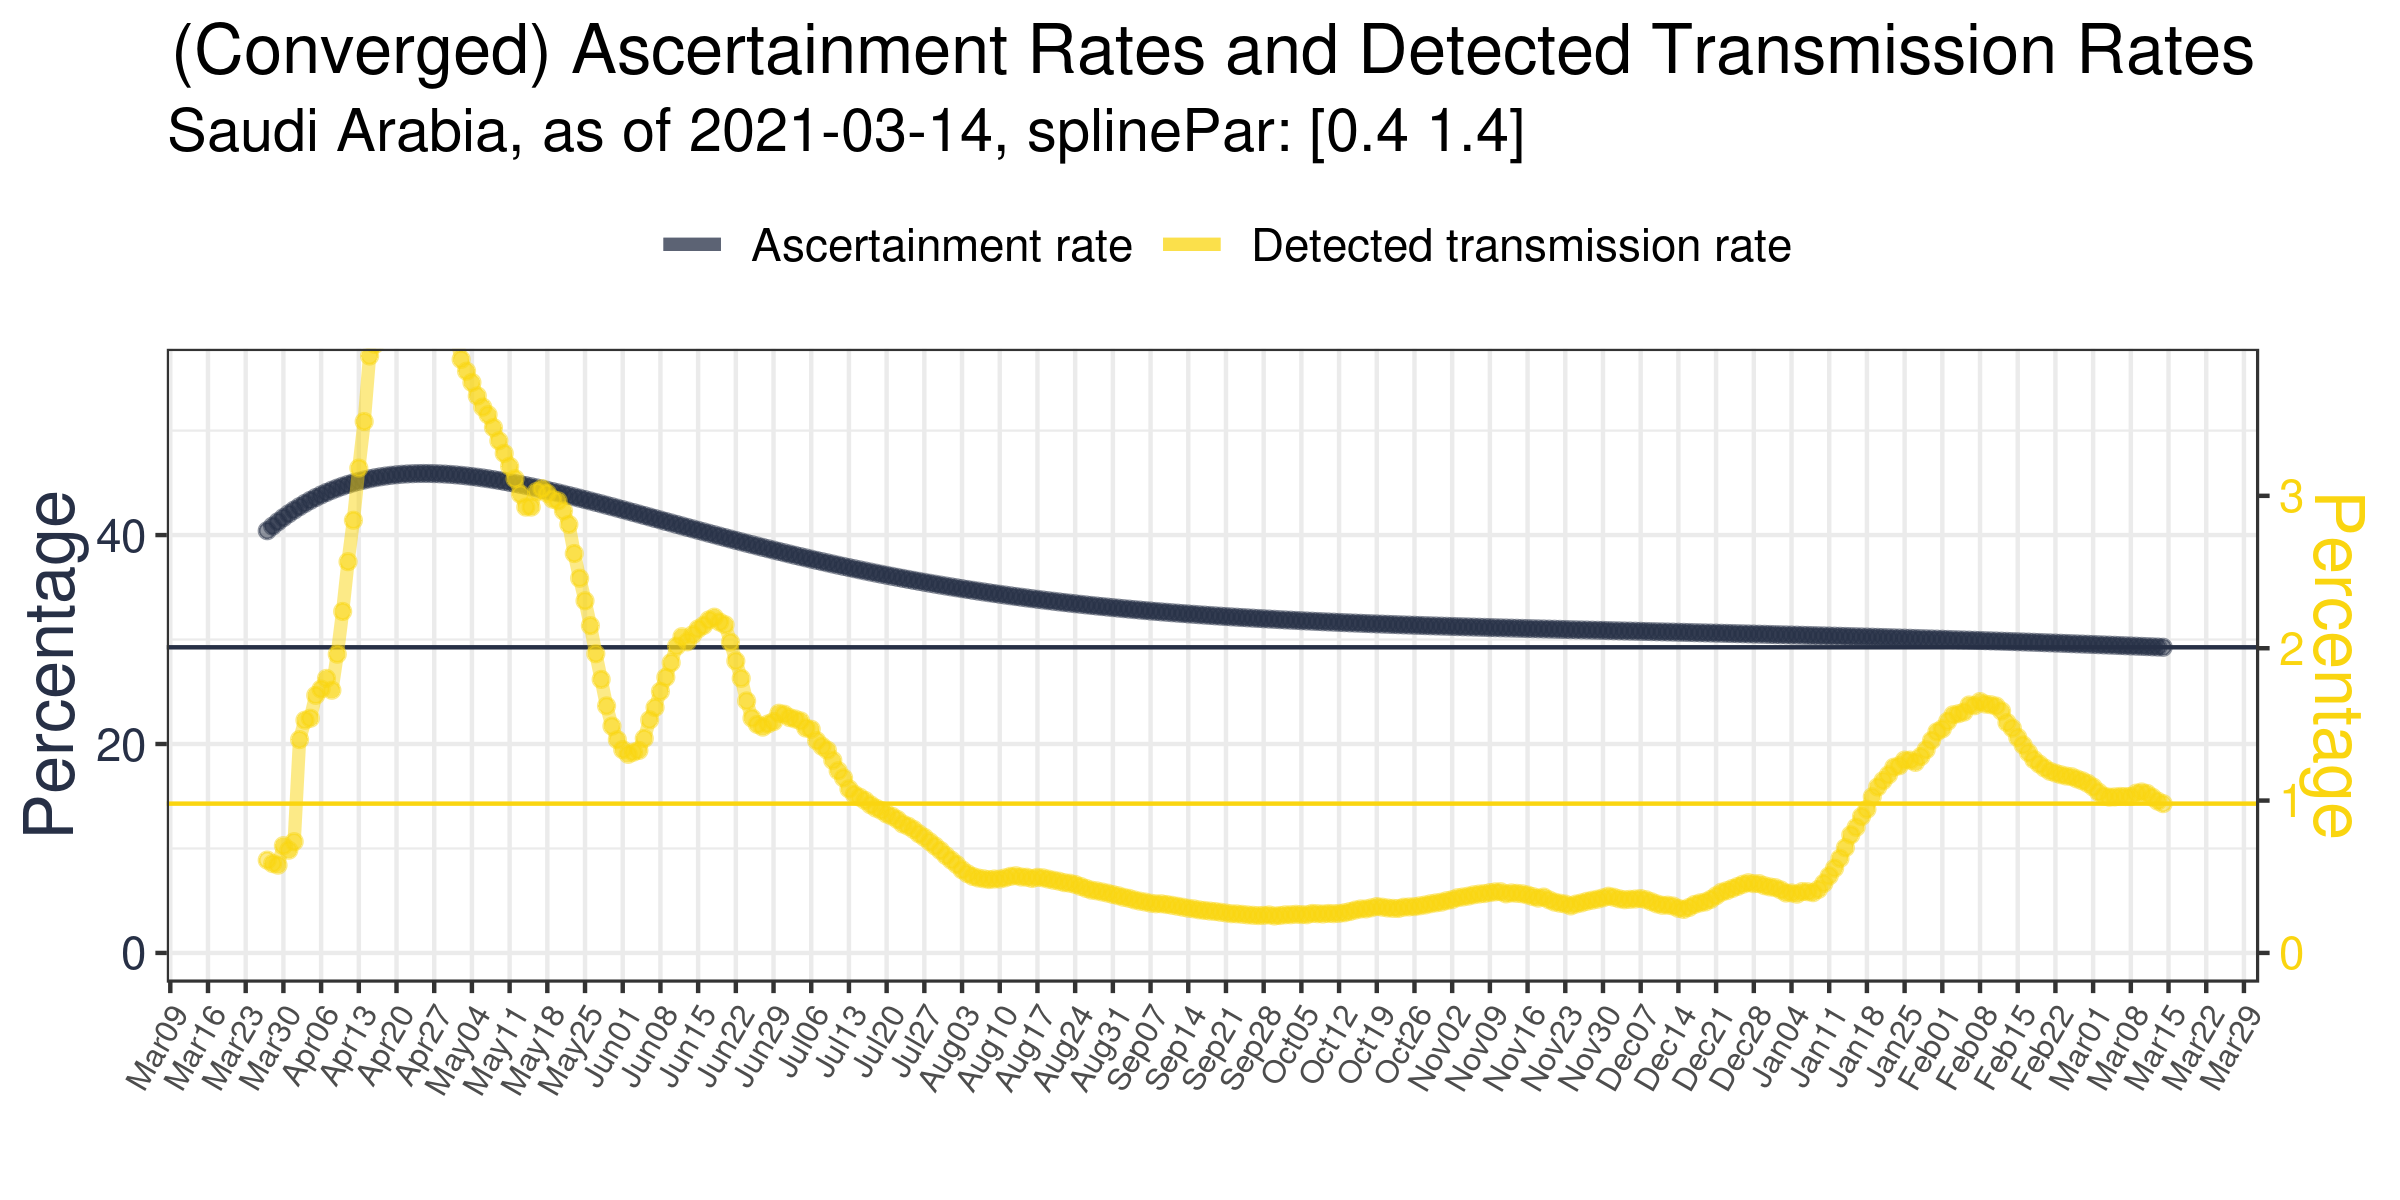 (Converged) Ascertainment Rates and Detected Transmission Rates
Saudi Arabia, as of 2021-03-14, splinePar: [0.4 1.4]
Ascertainment rate Detected transmission rate
Percentage
40
20
0
3
2
1
0
Percentage
Mar09 Mar16 Mar23 Mar30 Apr06 Apr13 Apr20 Apr27 May04 May11 May18 May25 Jun01 Jun08 Jun15 Jun22 Jun29 Jul06 Jul13 Jul20 Jul27 Aug03 Aug10 Aug17 Aug24 Aug31 Sep07 Sep14 Sep21 Sep28 Oct05 Oct12 Oct19 Oct26 Nov02 Nov09 Nov16 Nov23 Nov30 Dec07 Dec14 Dec21 Dec28 Jan04 Jan11 Jan18 Jan25 Feb01 Feb08 Feb15 Feb22 Mar01 Mar08 Mar15 Mar22 Mar29